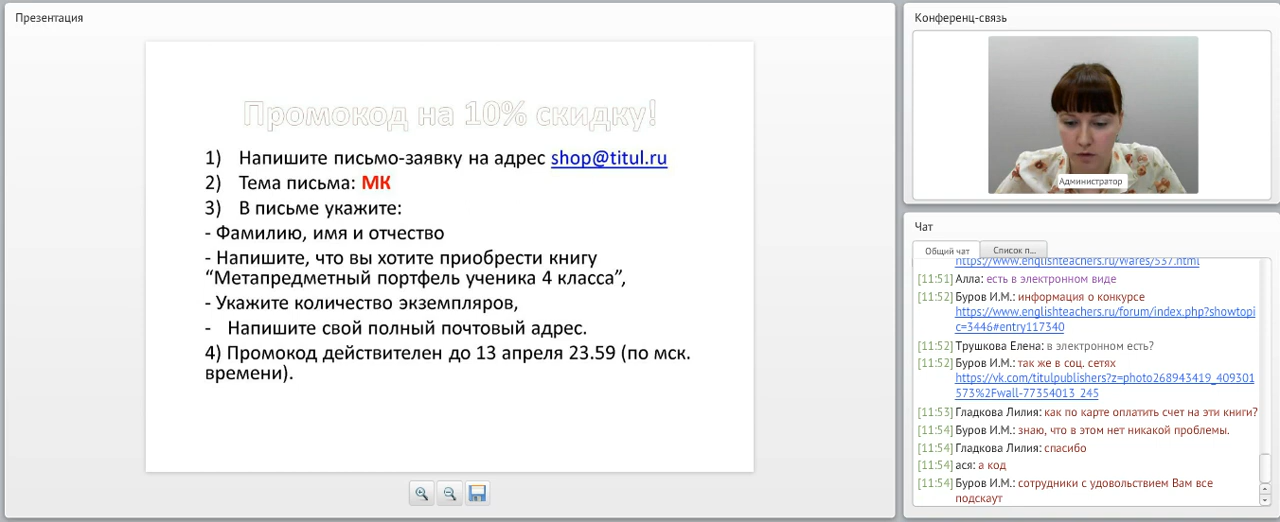 Презентация
Промокод на 10% скидку!
1) Напишите письмо-заявку на адрес shop@titul.ru
2) Тема письма: МК
3) В письме укажите:
- Фамилию, имя и отчество
- Напишите, что вы хотите приобрести книгу
“Метапредметный портфель ученика 4 класса”,
- Укажите количество экземпляров,
- Напишите свой полный почтовый адрес.
4) Промокод действителен до 13 апреля 23.59 (по мск.
времени).
Конференц-связь
Администратор
Чат
Общий чат
Список п...
https://www.englishteachers.ru/Wares/537.html
[11:51] Алла: есть в электронном виде
[11:52] Буров И.М.: информация о конкурсе
https://www.englishteachers.ru/forum/index.php?showtopi
c=3446#entry117340
[11:52] Трушкова Елена: в электронном есть?
[11:52] Буров И.М.: так же в соц. сетях
https://vk.com/titulpublishers?z=photo268943419_409301
573%2Fwall-77354013_245
[11:53] Гладкова Лилия: как по карте оплатить счет на эти книги?
[11:54] Буров И.М.: знаю, что в этом нет никакой проблемы.
[11:54] Гладкова Лилия: спасибо
[11:54] ася: а код
[11:54] Буров И.М.: сотрудники с удовольствием Вам все
подскаут